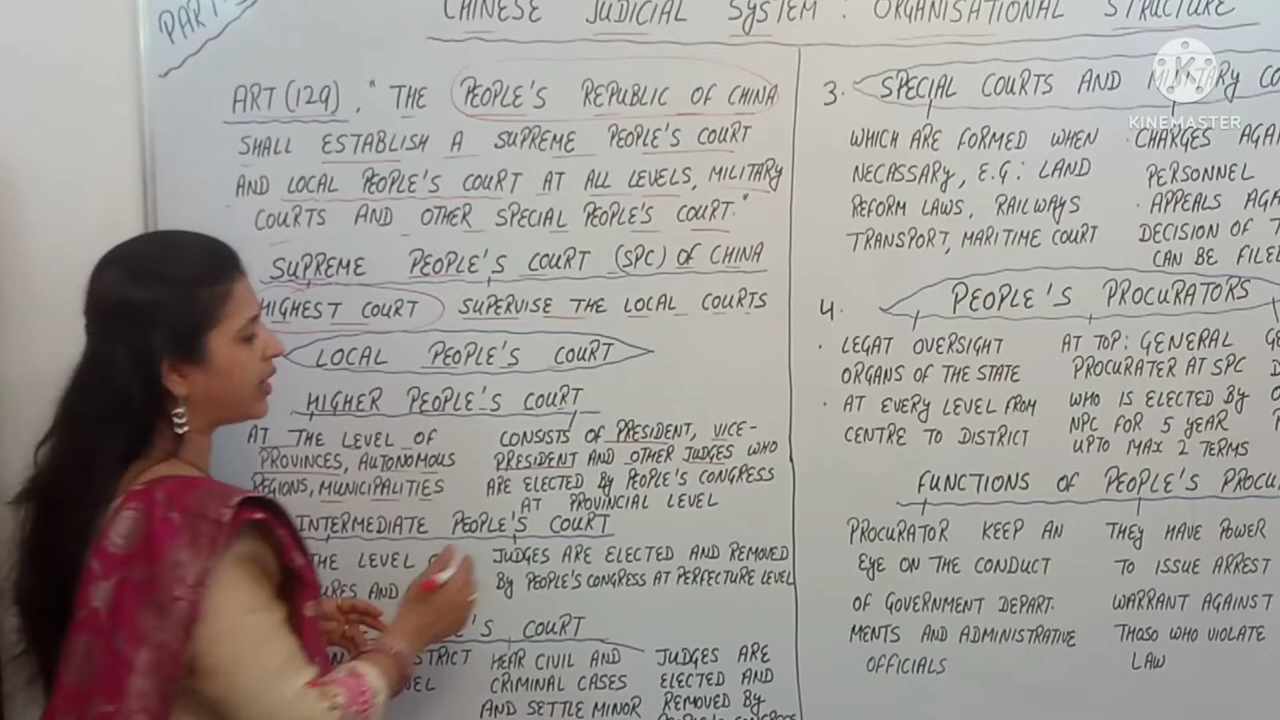 PART-
CHINESE JUDICIAL SYSTEM : ORGANISATIONAL STRUCTURE
ART(129). " THE PEOPLE'S REPUBLIC OF CHINA
SHALL ESTABLISH A SUPREME PEOPLE'S COURT
AND LOCAL PEOPLE'S COURT AT ALL LEVELS, MILITARY
COURTS AND OTHER SPECIAL PEOPLE'S COURT."
SUPREME PEOPLE'S COURT (SPC) OF CHINA
HIGHEST COURT SUPERVISE THE LOCAL COURTS
LOCAL PEOPLE'S COURT
HIGHER PEOPLE'S COURT
AT THE LEVEL OF
PROVINCES, AUTONOMOUS
REGIONS, MUNICIPALITIES
CONSISTS OF PRESIDENT, VICE-
PRESIDENT AND OTHER JUDGES WHO
ARE ELECTED BY PEOPLE'S CONGRESS
AT PROVINCIAL LEVEL
INTERMEDIATE PEOPLE'S COURT
THE LEVEL
AND
JUDGES ARE ELECTED AND REMOVED
BY PEOPLE'S CONGRESS AT PERFECTURE LEVEL
COURT
HEAR CIVIL AND
CRIMINAL CASES
AND SETTLE MINOR
JUDGES ARE
ELECTED AND
REMOVED BY
3. SPECIAL COURTS AND MILITARY
WHICH ARE FORMED WHEN
NECASSARY, E.G: LAND
REFORM LAWS, RAILWAYS
TRANSPORT, MARITIME COURT
CHARGES
PERSONNEL
APPEALS
DECISION OF
CAN BE FILED
KINEMASTER
4. PEOPLE'S PROCURATORS
LEGAT OVERSIGHT
ORGANS OF THE STATE
AT EVERY LEVEL FROM
CENTRE TO DISTRICT
AT TOP: GENERAL
PROCURATER AT SPC
WHO IS ELECTED BY
NPC FOR 5 YEAR
UPTO MAX 2 TERMS
FUNCTIONS OF PEOPLE'S
PROCURATOR KEEP AN
EYE ON THE CONDUCT
OF GOVERNMENT DEPART.
MENTS AND ADMINISTRATIVE
OFFICIALS
THEY HAVE POWER
TO ISSUE ARREST
WARRANT AGAINST
THOSO WHO VIOLATE
LAW